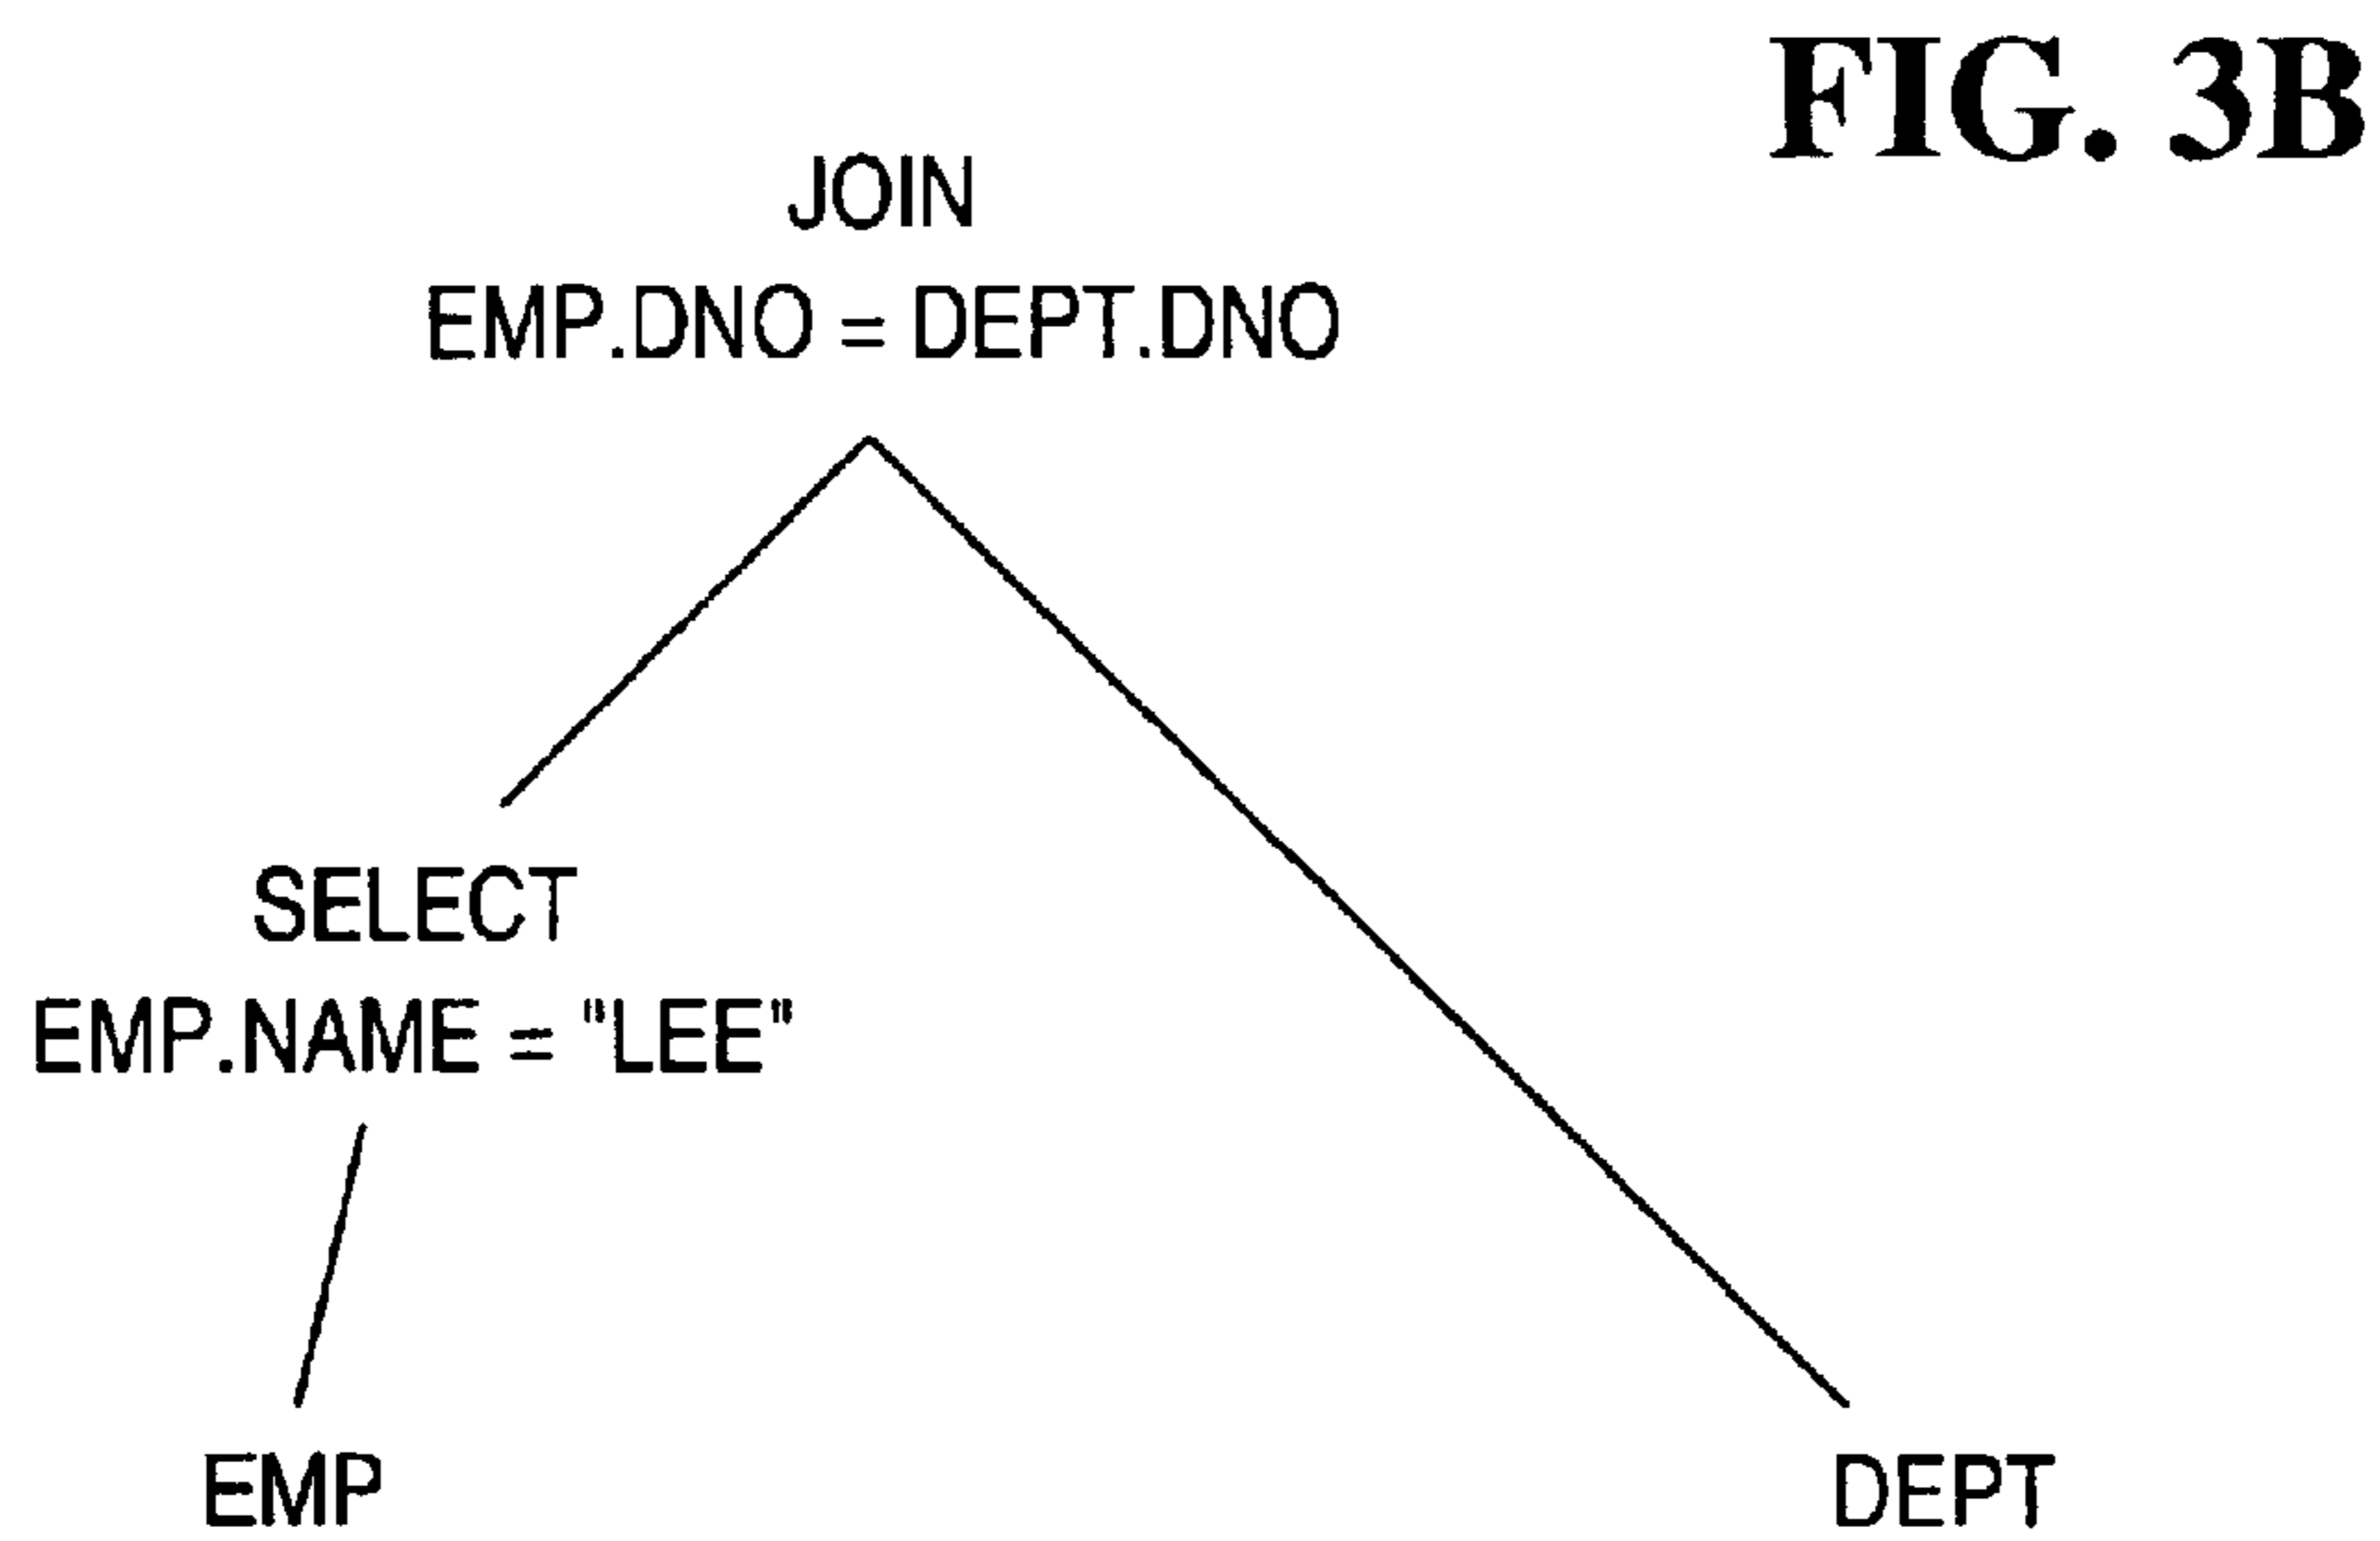 FIG. 3B
JOIN
EMP.DNO = DEPT.DNO
SELECT
EMP.NAME = "LEE"
EMP
DEPT